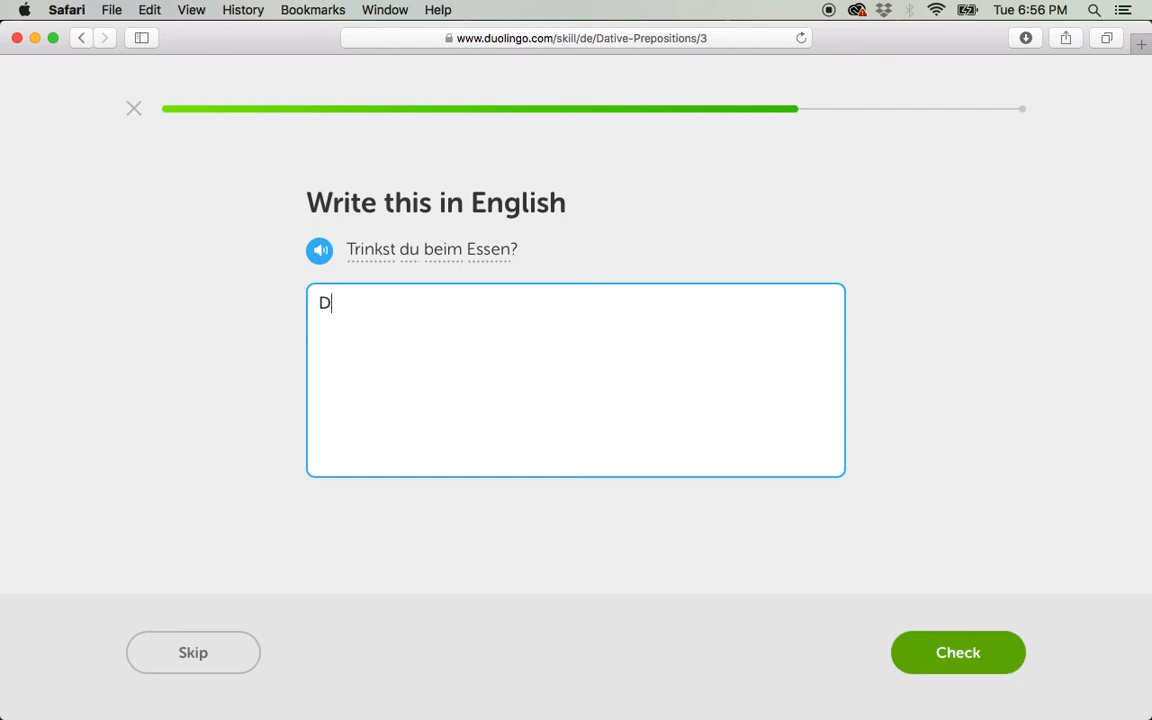 Safari File Edit View History Bookmarks Window Help Tue 6:56 PM
www.duolingo.com/skill/de/Dative-Prepositions/3
Write this in English
Trinkst du beim Essen?
D
Skip Check